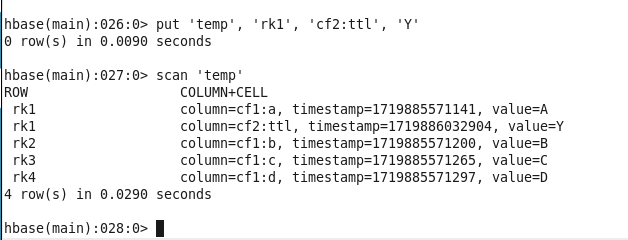 hbase(main):026:0> put 'temp', 'rk1', 'cf2:ttl', 'Y'
0 row(s) in 0.0090 seconds
hbase(main):027:0> scan 'temp'
ROW                   COLUMN+CELL
 rk1                  column=cf1:a, timestamp=1719885571141, value=A
 rk1                  column=cf2:ttl, timestamp=1719886032904, value=Y
 rk2                  column=cf1:b, timestamp=1719885571200, value=B
 rk3                  column=cf1:c, timestamp=1719885571265, value=C
 rk4                  column=cf1:d, timestamp=1719885571297, value=D
4 row(s) in 0.0290 seconds
hbase(main):028:0>